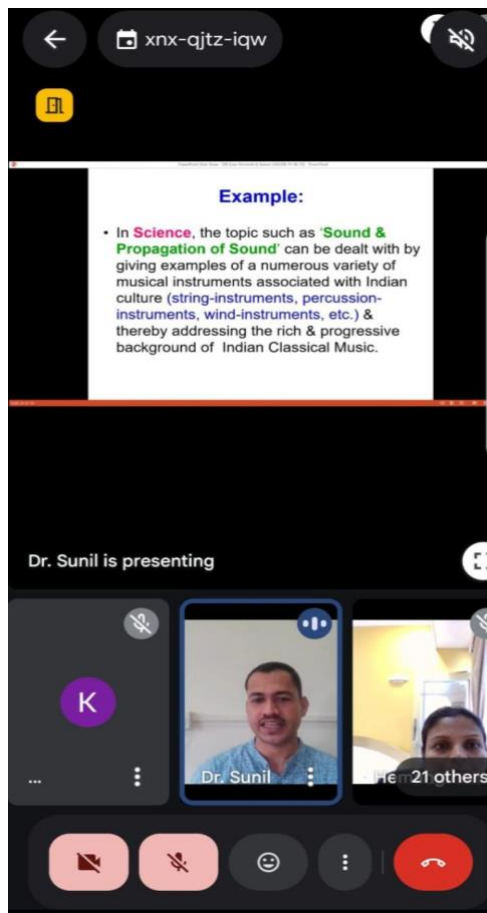 xnx-qjtz-iqw
Example:
• In Science, the topic such as ‘Sound &
Propagation of Sound’ can be dealt with by
giving examples of a numerous variety of
musical instruments associated with Indian
culture (string-instruments, percussion-
instruments, wind-instruments, etc.) &
thereby addressing the rich & progressive
background of Indian Classical Music.
Dr. Sunil is presenting
K
...
Dr. Sunil
21 others